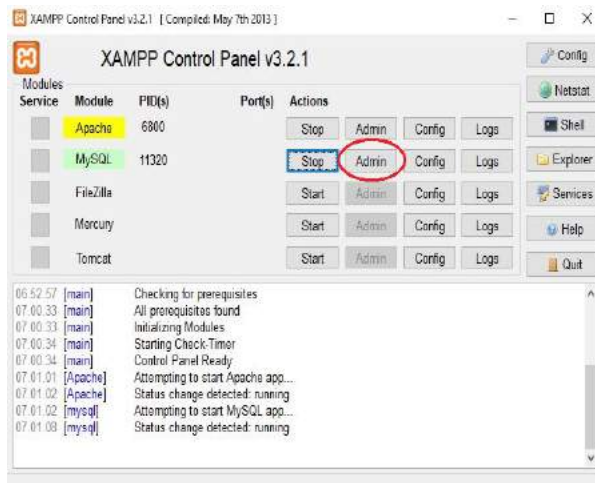 XAMPP Control Panel v3.2.1 [ Compiled: May 7th 2013 ]
XAMPP Control Panel v3.2.1
Config
Modules
Netstat
Service Module PID(s) Port(s) Actions
Apache 6800 Stop Admin Config Logs
Shell
MySQL 11320 Stop Admin Config Logs
Explorer
FileZilla Start Admin Config Logs
Services
Mercury Start Admin Config Logs
Help
Tomcat Start Admin Config Logs
Quit
06.52.57 [main] Checking for prerequisites
07.00.33 [main] All prerequisites found
07.00.33 [main] Initializing Modules
07.00.34 [main] Starting Check-Timer
07.00.34 [main] Control Panel Ready
07.01.01 [Apache] Attempting to start Apache app...
07.01.02 [Apache] Status change detected: running
07.01.02 [mysql] Attempting to start MySQL app...
07.01.03 [mysql] Status change detected: running